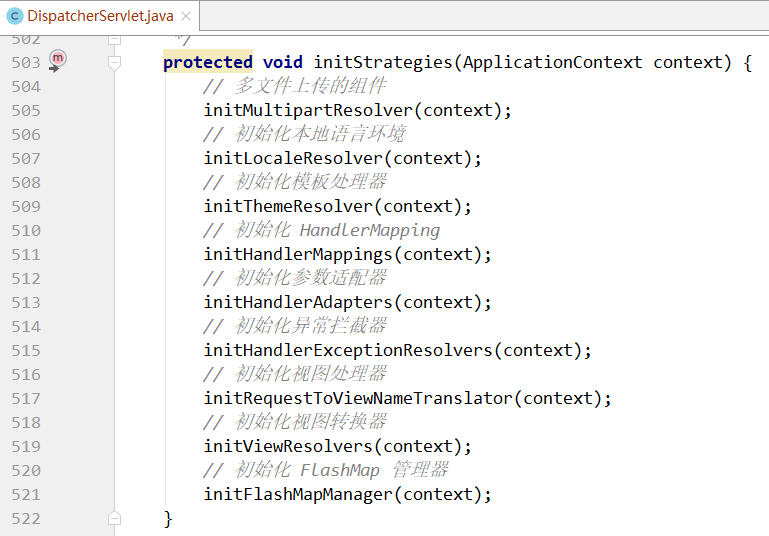 DispatcherServlet.java
502 */
503 protected void initStrategies(ApplicationContext context) {
504 // 多文件上传的组件
505 initMultipartResolver(context);
506 // 初始化本地语言环境
507 initLocaleResolver(context);
508 // 初始化模板处理器
509 initThemeResolver(context);
510 // 初始化 HandlerMapping
511 initHandlerMappings(context);
512 // 初始化参数适配器
513 initHandlerAdapters(context);
514 // 初始化异常拦截器
515 initHandlerExceptionResolvers(context);
516 // 初始化视图处理器
517 initRequestToViewNameTranslator(context);
518 // 初始化视图转换器
519 initViewResolvers(context);
520 // 初始化 FlashMap 管理器
521 initFlashMapManager(context);
522 }